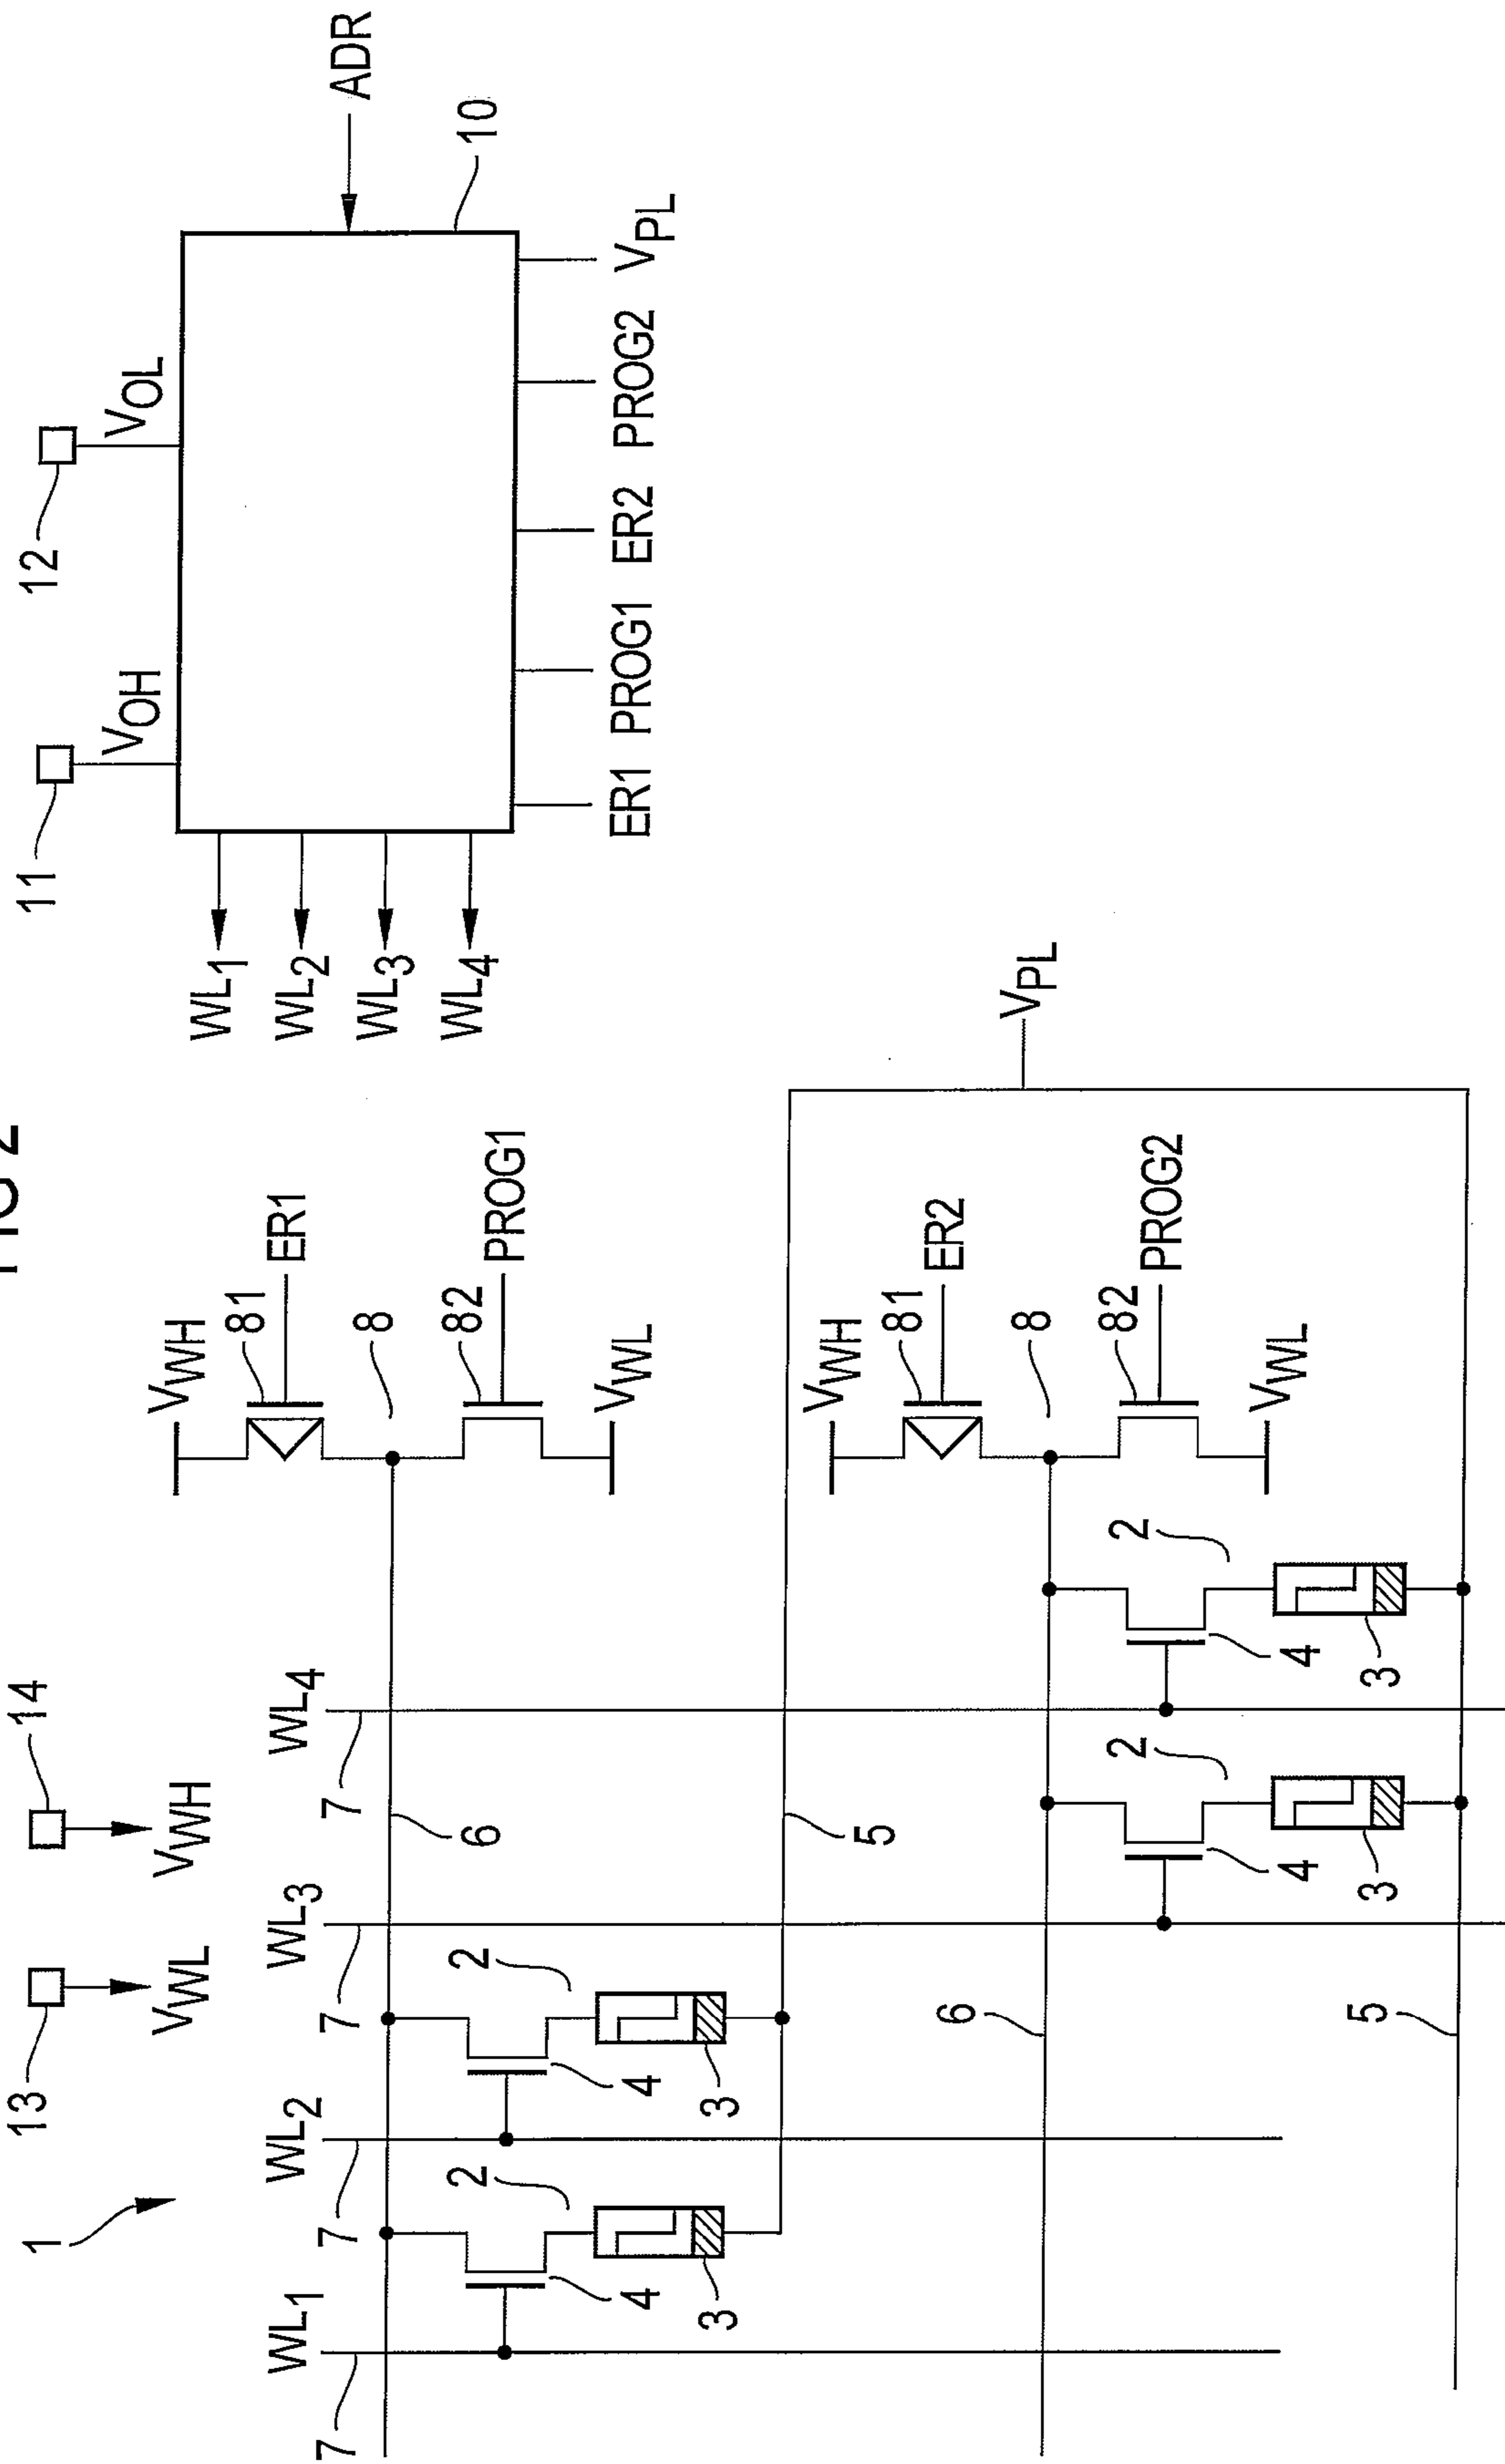 FIG 2
1
13
VWL
14
VWH
11
VOH
12
VOL
ADR
10
WL1
WL2
WL3
WL4
ER1 PROG1 ER2 PROG2 VPL
WL1
WL2
WL3
WL4
7
7
7
7
6
2
2
4
4
3
3
5
VWH
81
ER1
8
82
PROG1
VWL
VPL
VWH
81
ER2
8
82
PROG2
VWL
6
2
2
4
4
3
3
5